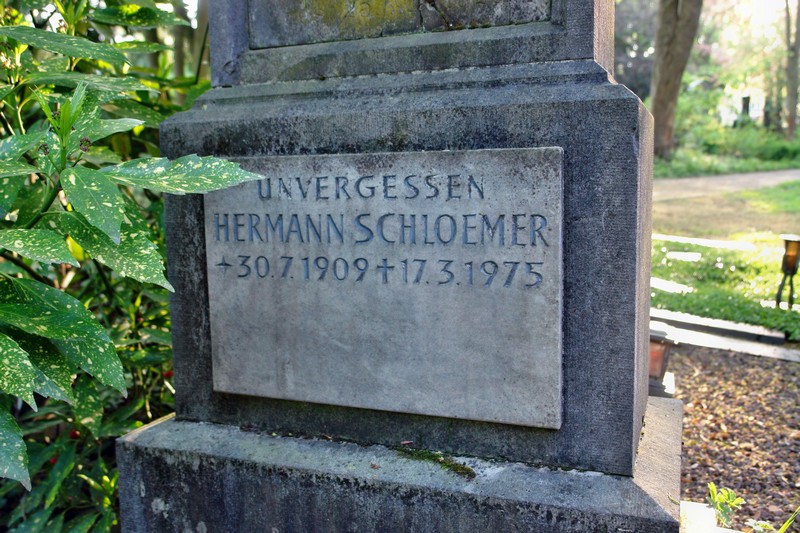 UNVERGESSEN
HERMANN SCHLOEMER
+30.7.1909 †17.3.1975